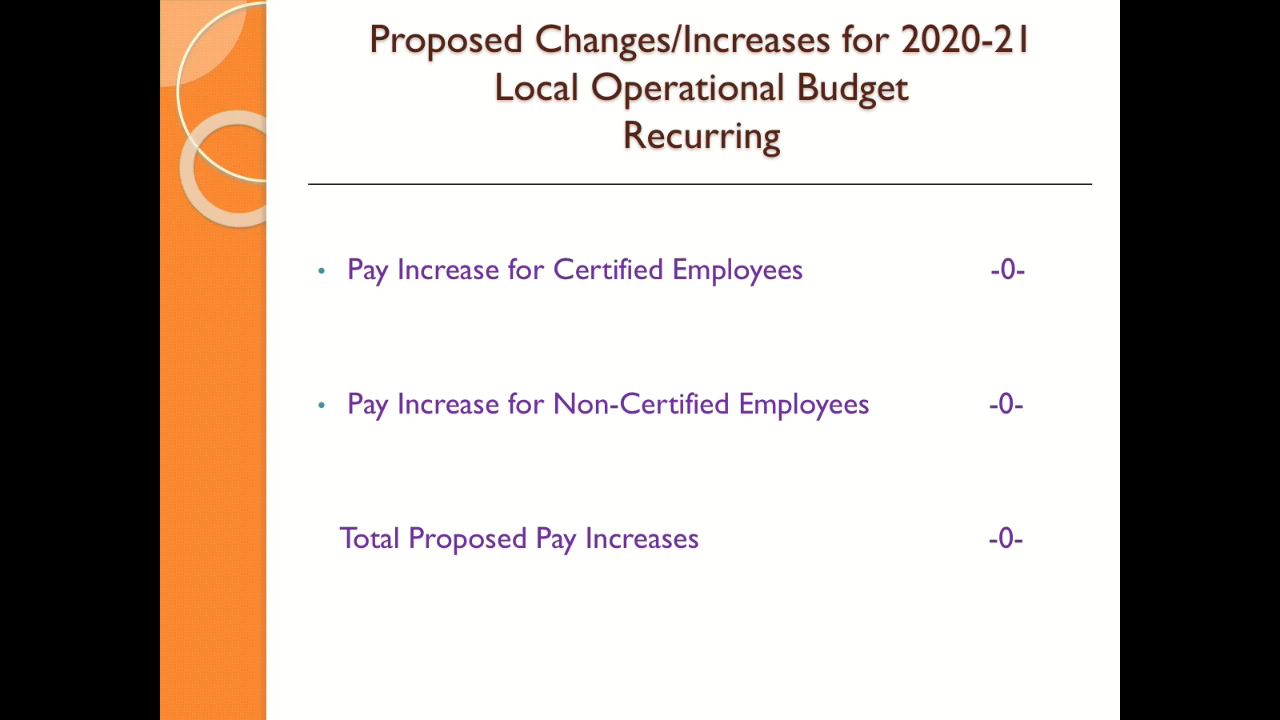 Proposed Changes/Increases for 2020-21
Local Operational Budget
Recurring
• Pay Increase for Certified Employees -0-
• Pay Increase for Non-Certified Employees -0-
Total Proposed Pay Increases -0-